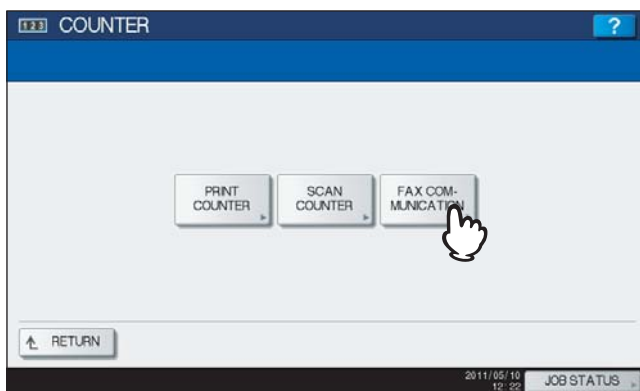 123 COUNTER
?
PRINT
COUNTER
SCAN
COUNTER
FAX COM-
MUNICATION
RETURN
2011/05/10
12:22
JOB STATUS